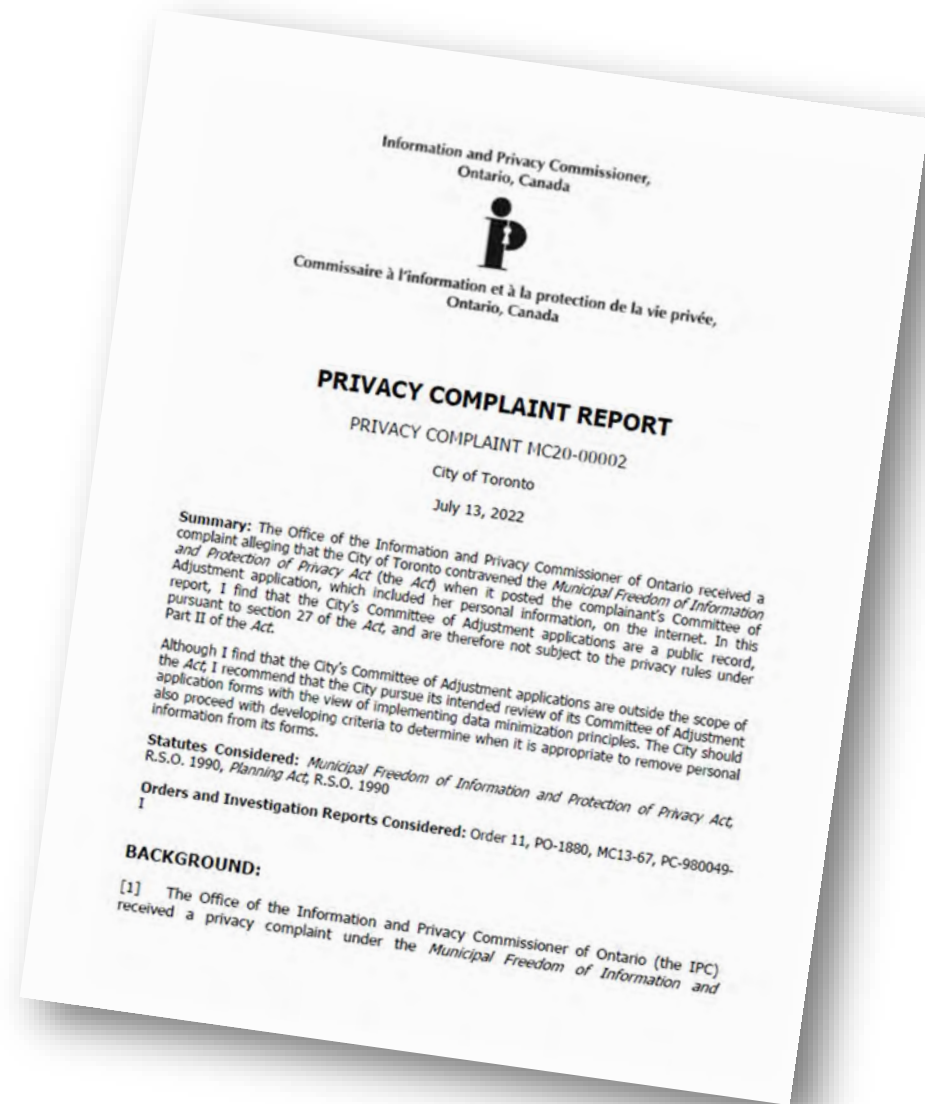 Information and Privacy Commissioner,
Ontario, Canada
Commissaire à l'information et à la protection de la vie privée,
Ontario, Canada
PRIVACY COMPLAINT REPORT
PRIVACY COMPLAINT MC20-00002
City of Toronto
July 13, 2022
Summary: The Office of the Information and Privacy Commissioner of Ontario received a
complaint alleging that the City of Toronto contravened the Municipal Freedom of Information
and Protection of Privacy Act (the Act) when it posted the complainant's Committee of
Adjustment application, which included her personal information, on the internet. In this
report, I find that the City's Committee of Adjustment applications are a public record,
pursuant to section 27 of the Act, and are therefore not subject to the privacy rules under
Part II of the Act.
Although I find that the City's Committee of Adjustment applications are outside the scope of
the Act, I recommend that the City pursue its intended review of its Committee of Adjustment
application forms with the view of implementing data minimization principles. The City should
also proceed with developing criteria to determine when it is appropriate to remove personal
information from its forms.
Statutes Considered: Municipal Freedom of Information and Protection of Privacy Act,
R.S.O. 1990, Planning Act, R.S.O. 1990
Orders and Investigation Reports Considered: Order 11, PO-1880, MC13-67, PC-980049-
I
BACKGROUND:
[1] The Office of the Information and Privacy Commissioner of Ontario (the IPC)
received a privacy complaint under the Municipal Freedom of Information and